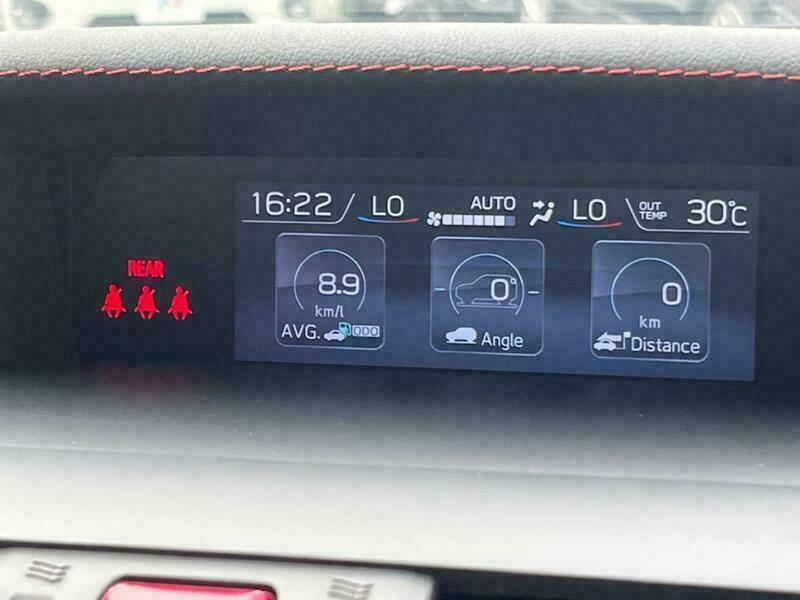 16:22 LO AUTO LO OUT TEMP 30°C
REAR
8.9 km/l
AVG. ODO
0°
Angle
0 km
Distance